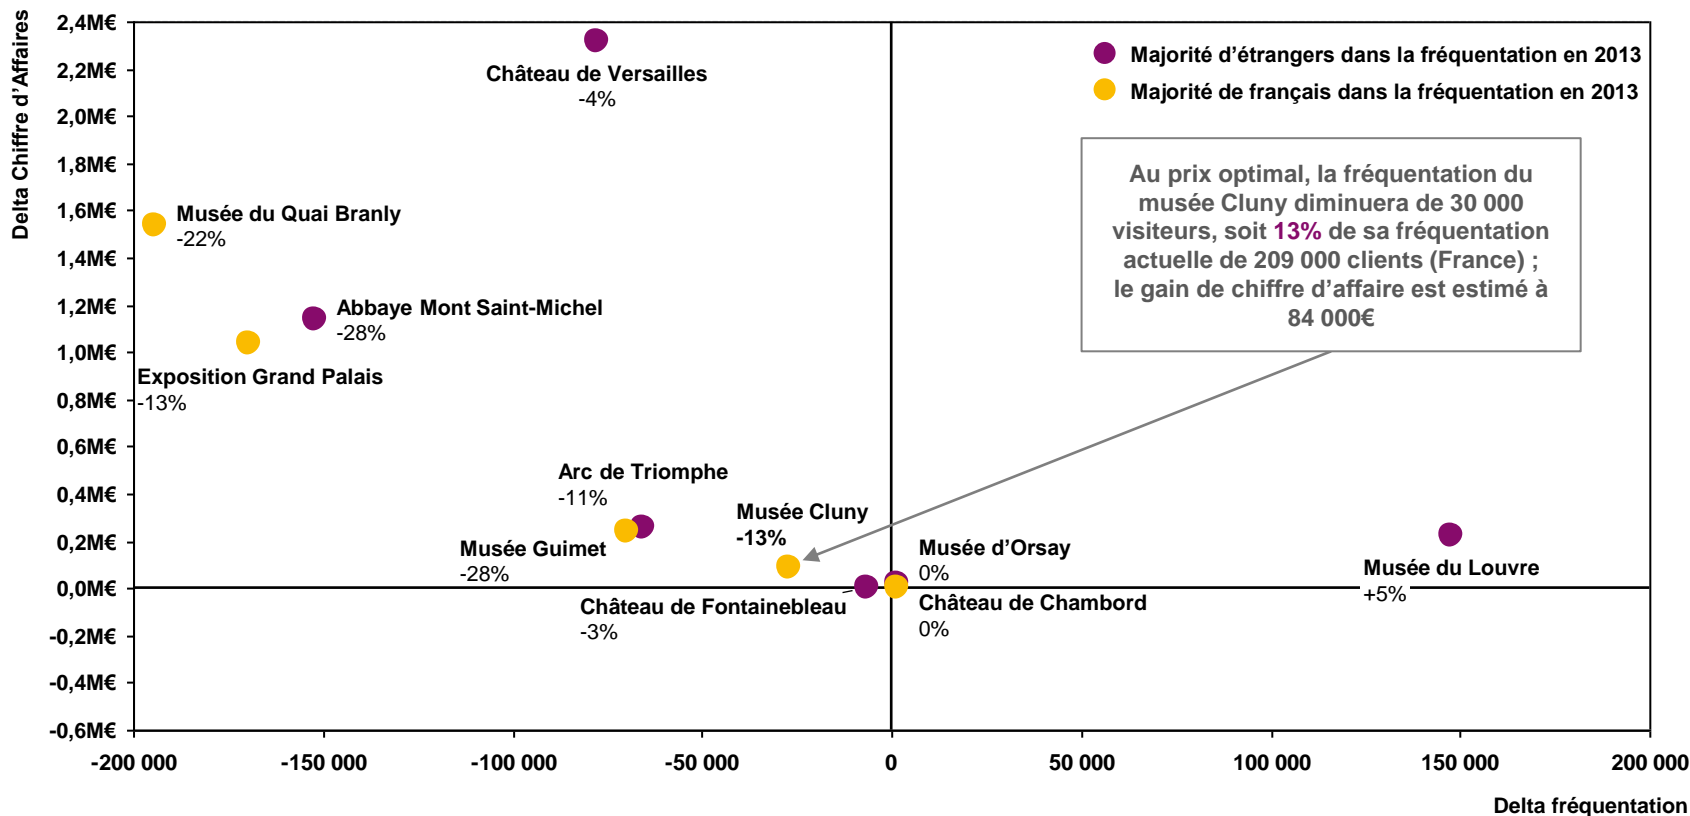 Delta Chiffre d'Affaires
2,4M€
2,2M€
2,0M€
1,8M€
1,6M€
1,4M€
1,2M€
1,0M€
0,8M€
0,6M€
0,4M€
0,2M€
0,0M€
-0,2M€
-0,4M€
-0,6M€
Majorité d'étrangers dans la fréquentation en 2013
Majorité de français dans la fréquentation en 2013
Château de Versailles
-4%
Au prix optimal, la fréquentation du
musée Cluny diminuera de 30 000
visiteurs, soit 13% de sa fréquentation
actuelle de 209 000 clients (France) ;
le gain de chiffre d'affaire est estimé à
84 000€
Musée du Quai Branly
-22%
Abbaye Mont Saint-Michel
-28%
Exposition Grand Palais
-13%
Arc de Triomphe
-11%
Musée Cluny
-13%
Musée Guimet
-28%
Musée d'Orsay
0%
Musée du Louvre
+5%
Château de Fontainebleau
-3%
Château de Chambord
0%
-200 000
-150 000
-100 000
-50 000
0
50 000
100 000
150 000
200 000
Delta fréquentation